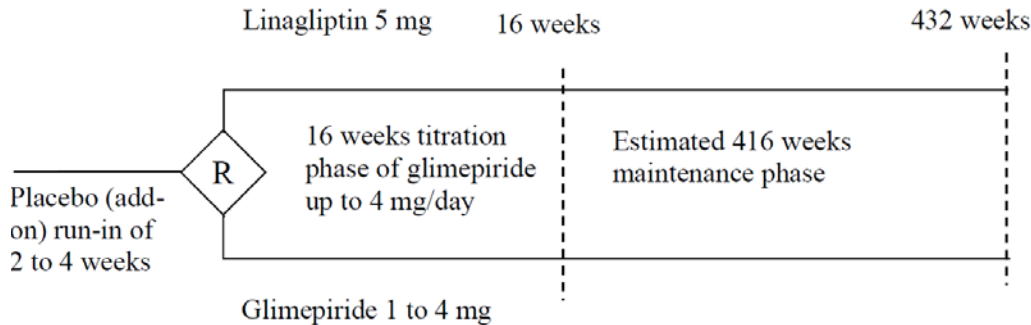 Linagliptin 5 mg
16 weeks
432 weeks
R
16 weeks titration
phase of glimepiride
up to 4 mg/day
Estimated 416 weeks
maintenance phase
Placebo (add-
on) run-in of
2 to 4 weeks
Glimepiride 1 to 4 mg